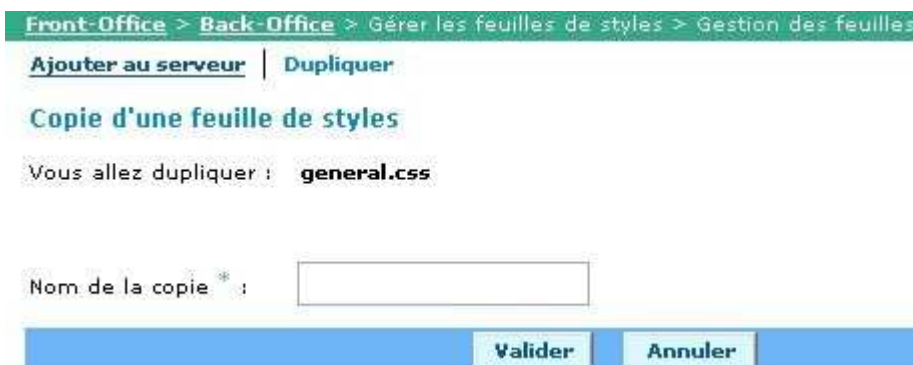 Front-Office > Back-Office > Gérer les feuilles de styles > Gestion des feuilles
Ajouter au serveur | Dupliquer
Copie d'une feuille de styles
Vous allez dupliquer : general.css
Nom de la copie * :
Valider Annuler